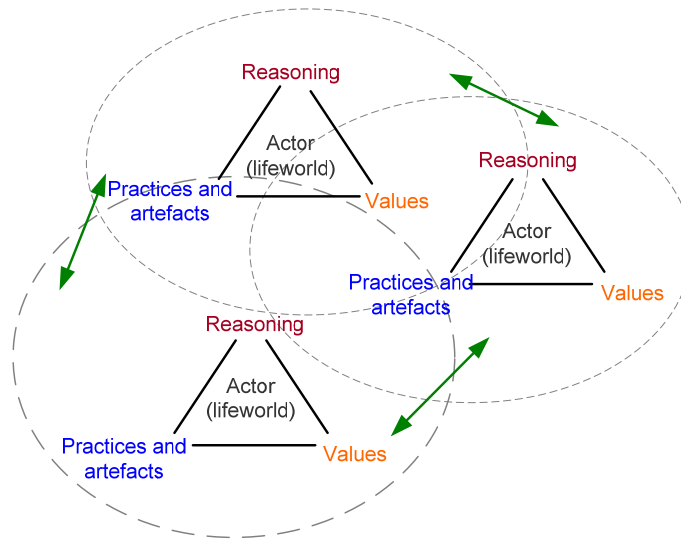 Reasoning
Actor
(lifeworld)
Practices and
artefacts
Values
Reasoning
Actor
(lifeworld)
Practices and
artefacts
Values
Reasoning
Actor
(lifeworld)
Practices and
artefacts
Values